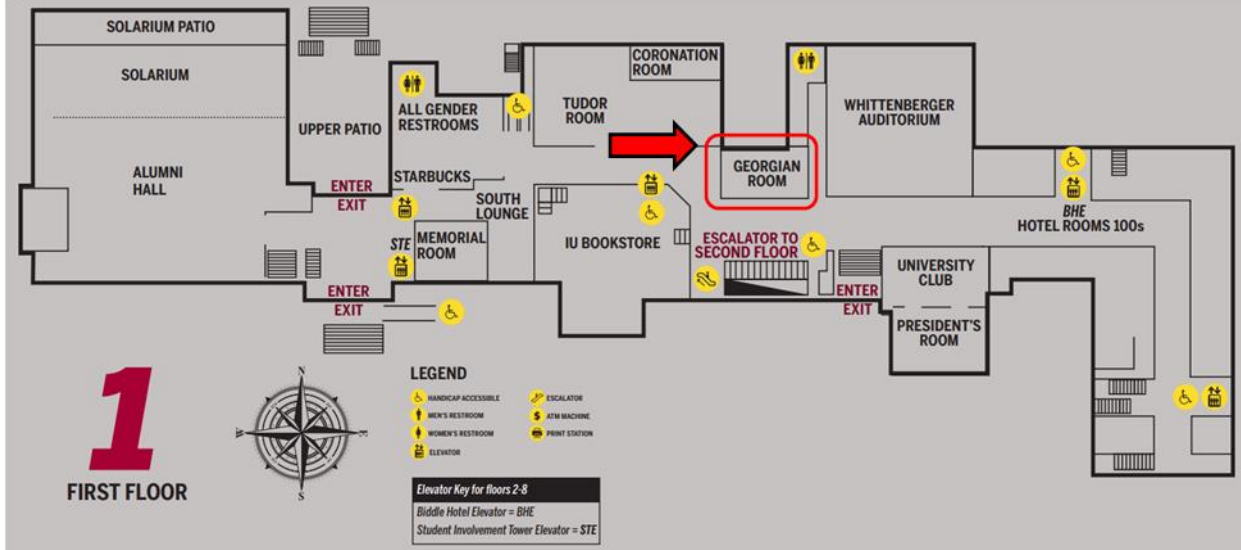 SOLARIUM PATIO
SOLARIUM
ALUMNI
HALL
UPPER PATIO
ENTER
EXIT
ENTER
EXIT
ALL GENDER
RESTROOMS
STARBUCKS
STE
MEMORIAL
ROOM
SOUTH
LOUNGE
TUDOR
ROOM
CORONATION
ROOM
IU BOOKSTORE
GEORGIAN
ROOM
ESCALATOR TO
SECOND FLOOR
ENTER
EXIT
WHITTENBERGER
AUDITORIUM
UNIVERSITY
CLUB
PRESIDENT'S
ROOM
BHE
HOTEL ROOMS 100s
1
FIRST FLOOR
N
W
E
S
LEGEND
HANDICAP ACCESSIBLE
MEN'S RESTROOM
WOMEN'S RESTROOM
ELEVATOR
ESCALATOR
$ ATM MACHINE
PRINT STATION
Elevator Key for floors 2-8
Biddle Hotel Elevator = BHE
Student Involvement Tower Elevator = STE